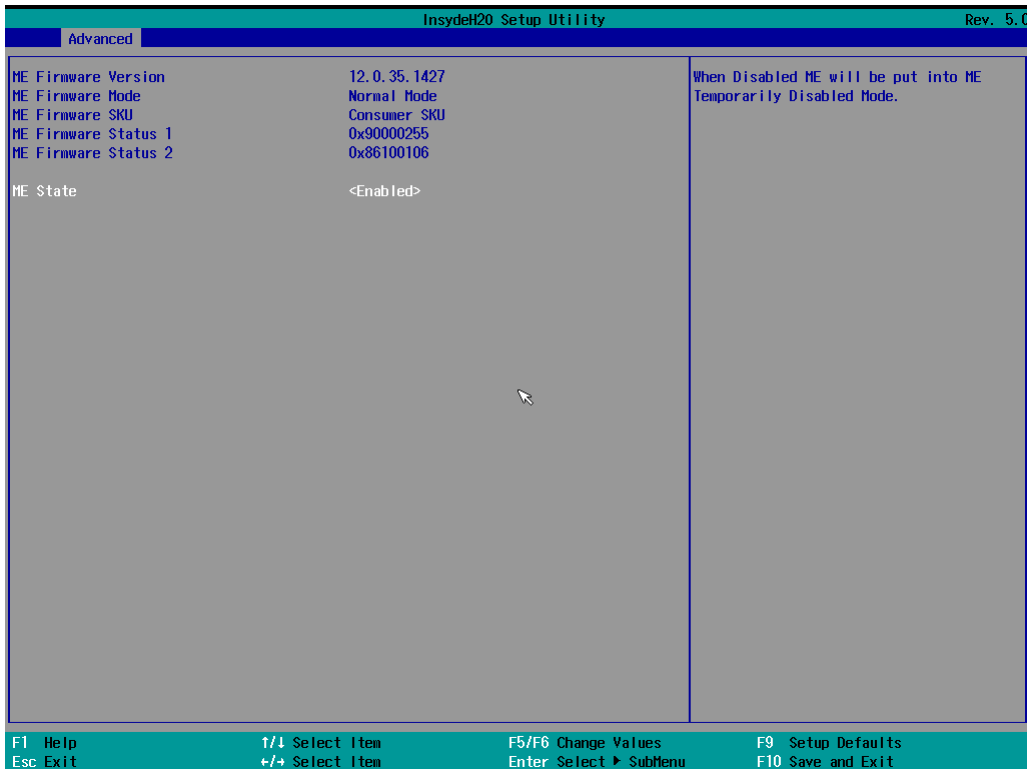 InsydeH20 Setup Utility Rev. 5.0
Advanced
ME Firmware Version 12.0.35.1427
ME Firmware Mode Normal Mode
ME Firmware SKU Consumer SKU
ME Firmware Status 1 0x90000255
ME Firmware Status 2 0x86100106
ME State <Enabled>
When Disabled ME will be put into ME
Temporarily Disabled Mode.
F1 Help ↑/↓ Select Item F5/F6 Change Values F9 Setup Defaults
Esc Exit ←/→ Select Item Enter Select ▶ SubMenu F10 Save and Exit